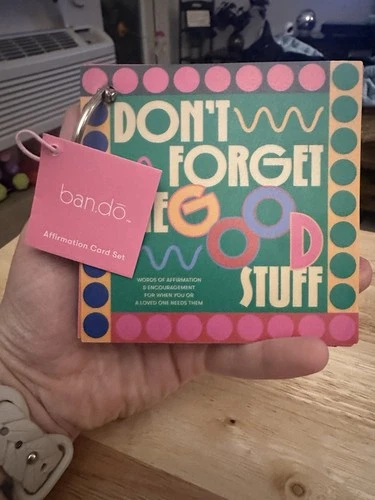 DON'T
FORGET
E GOOD
STUFF
WORDS OF AFFIRMATION
& ENCOURAGEMENT
FOR WHEN YOU OR
A LOVED ONE NEEDS THEM
ban.dō™
Affirmation Card Set